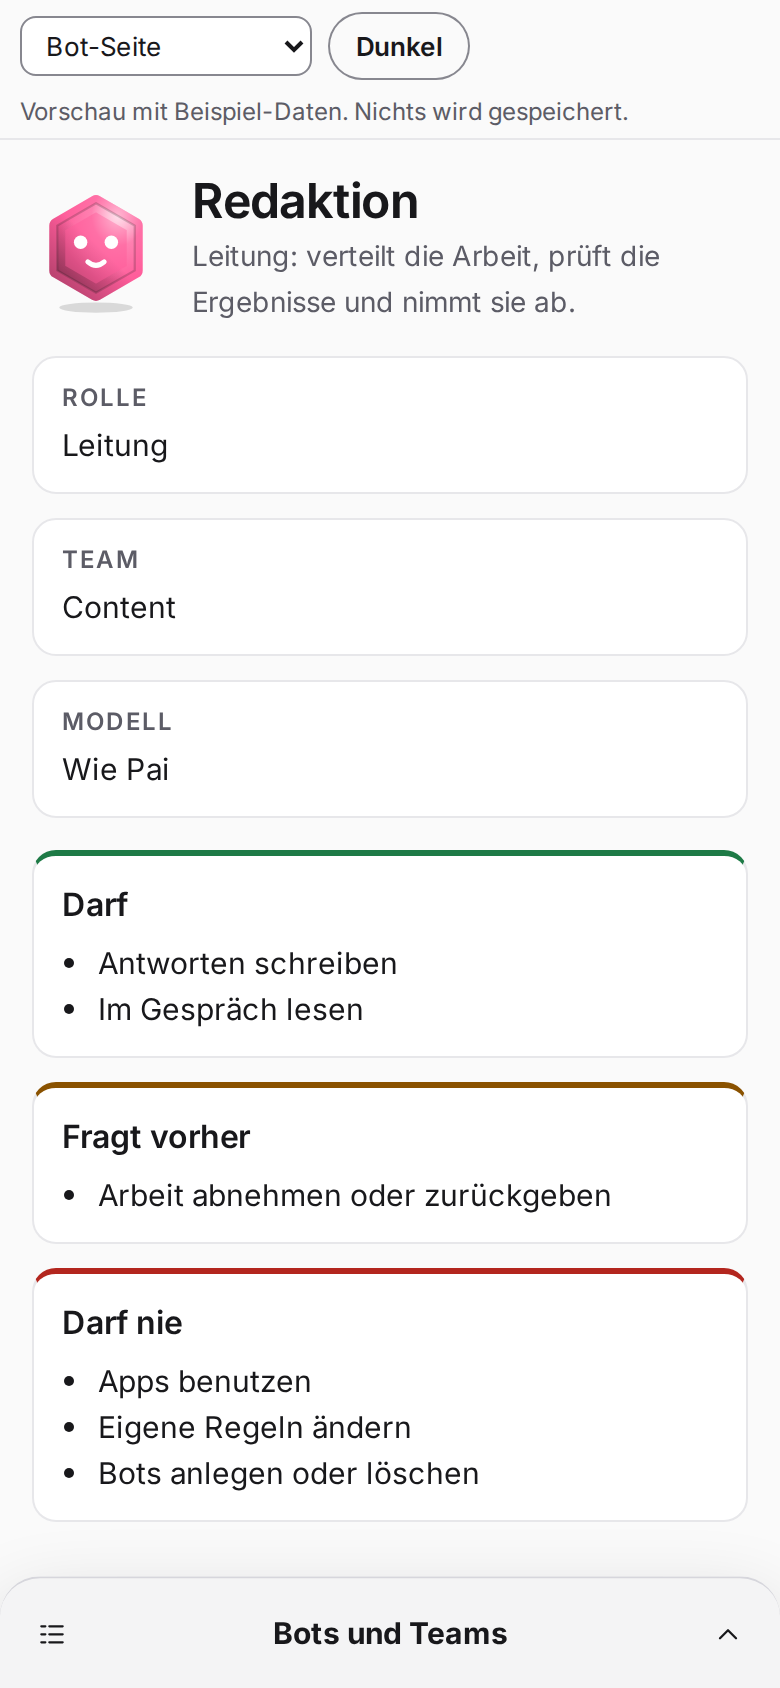 Bot-Seite
Dunkel
Vorschau mit Beispiel-Daten. Nichts wird gespeichert.
Redaktion
Leitung: verteilt die Arbeit, prüft die
Ergebnisse und nimmt sie ab.
ROLLE
Leitung
TEAM
Content
MODELL
Wie Pai
Darf
• Antworten schreiben
• Im Gespräch lesen
Fragt vorher
• Arbeit abnehmen oder zurückgeben
Darf nie
• Apps benutzen
• Eigene Regeln ändern
• Bots anlegen oder löschen
Bots und Teams